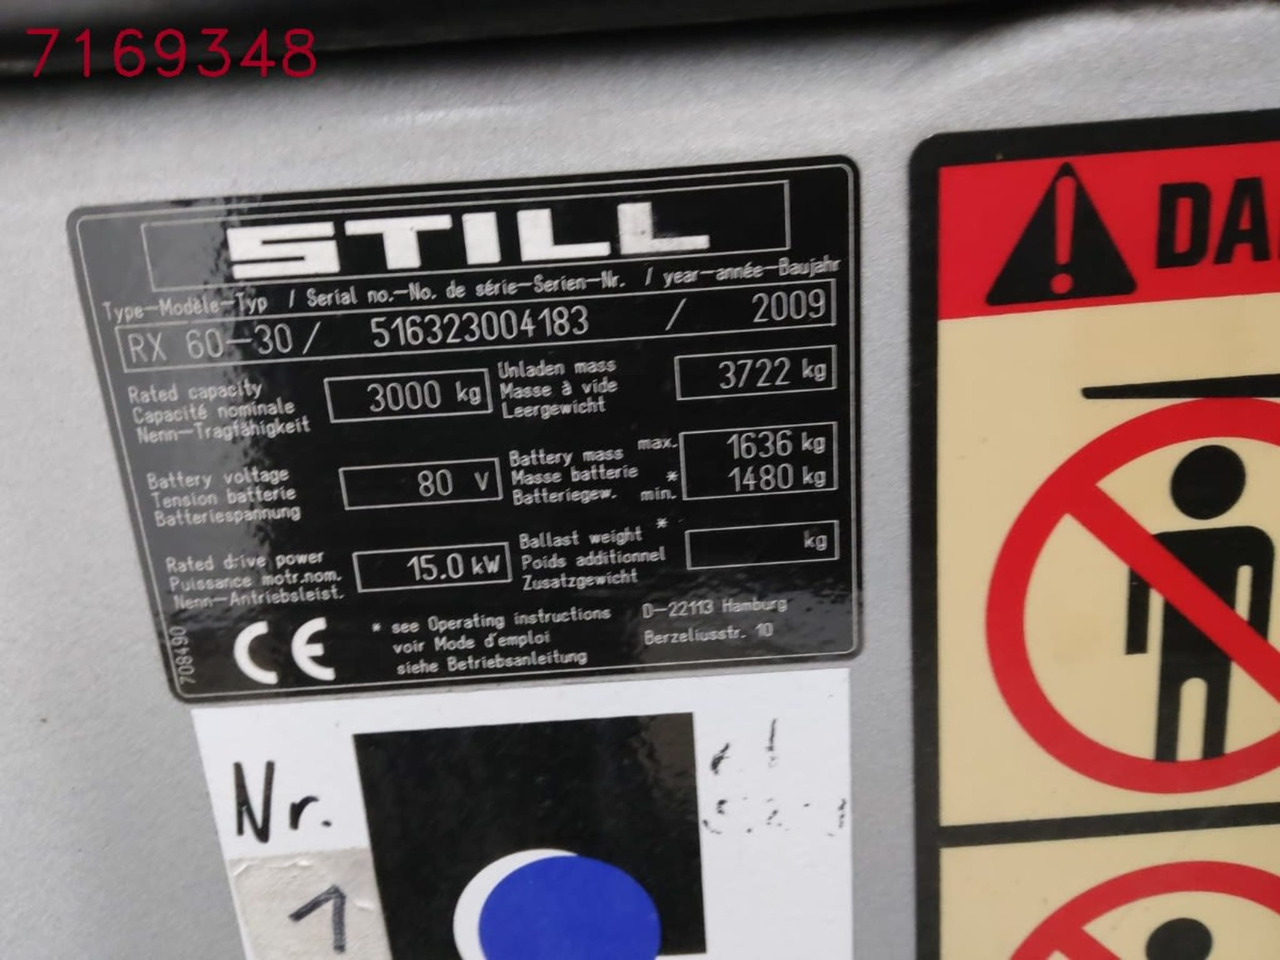 7169348
STILL
Type-Modèle-Typ / Serial no.-No. de série-Serien-Nr. / year-année-Baujahr
RX 60-30/ 516323004183 / 2009
Rated capacity
Capacité nominale
Nenn-Tragfähigkeit
3000 kg
Unladen mass
Masse à vide
Leergewicht
3722 kg
Battery voltage
Tension batterie
Batteriespannung
80 V
Battery mass max.
Masse batterie *
Batteriegew. min.
1636 kg
1480 kg
Rated drive power
Puissance motr.nom.
Nenn-Antriebsleist.
15.0 kW
Ballast weight *
Poids additionnel
Zusatzgewicht
kg
708490
CE
* see Operating instructions
voir Mode d'emploi
siehe Betriebsanleitung
D-22113 Hamburg
Berzeliusstr. 10
Nr.
1
DA